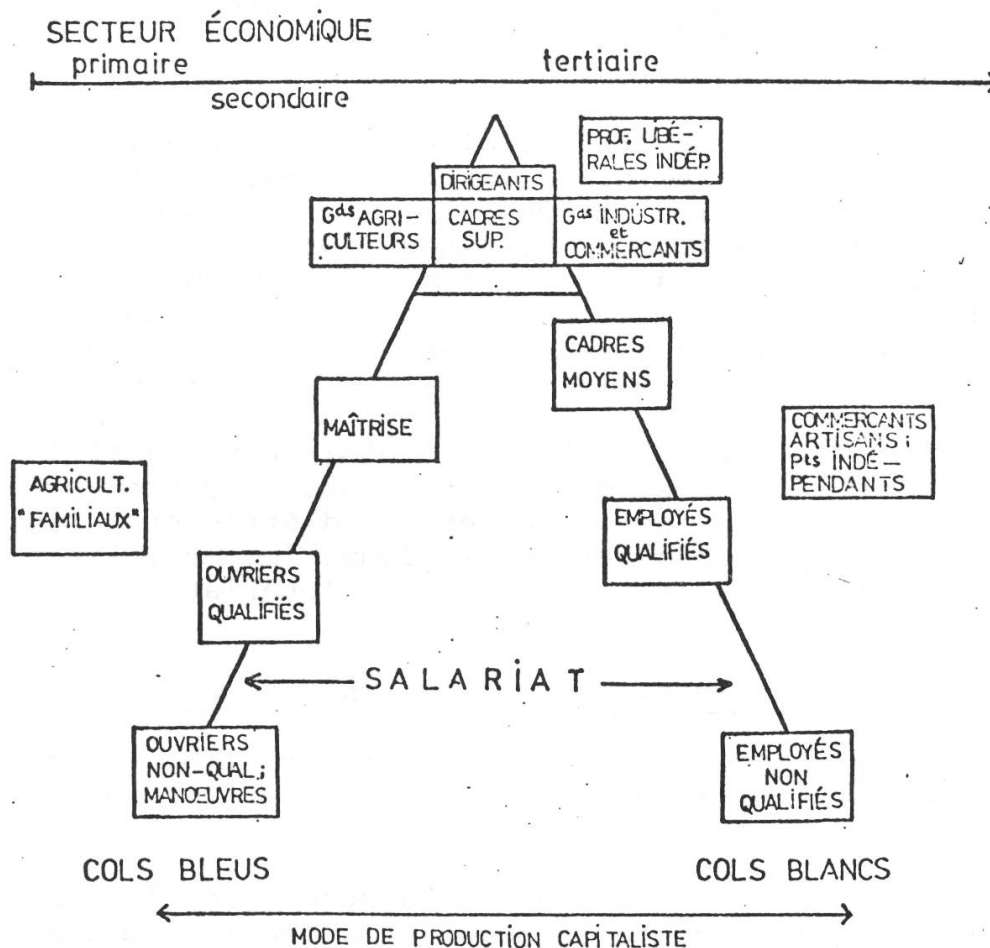 SECTEUR ÉCONOMIQUE
primaire
tertiaire
secondaire
PROF. LIBÉ-
RALES INDÉP.
DIRIGEANTS
Gds AGRI-
CULTEURS
CADRES
SUP.
Gds INDUSTR.
et
COMMERCANTS
CADRES
MOYENS
MAÎTRISE
COMMERCANTS
ARTISANS;
Pts INDÉ-
PENDANTS
AGRICULT.
"FAMILIAUX"
EMPLOYÉS
QUALIFIÉS
OUVRIERS
QUALIFIÉS
SALARIAT
OUVRIERS
NON-QUAL;
MANŒUVRES
EMPLOYÉS
NON
QUALIFIÉS
COLS BLEUS
COLS BLANCS
MODE DE PRODUCTION CAPITALISTE